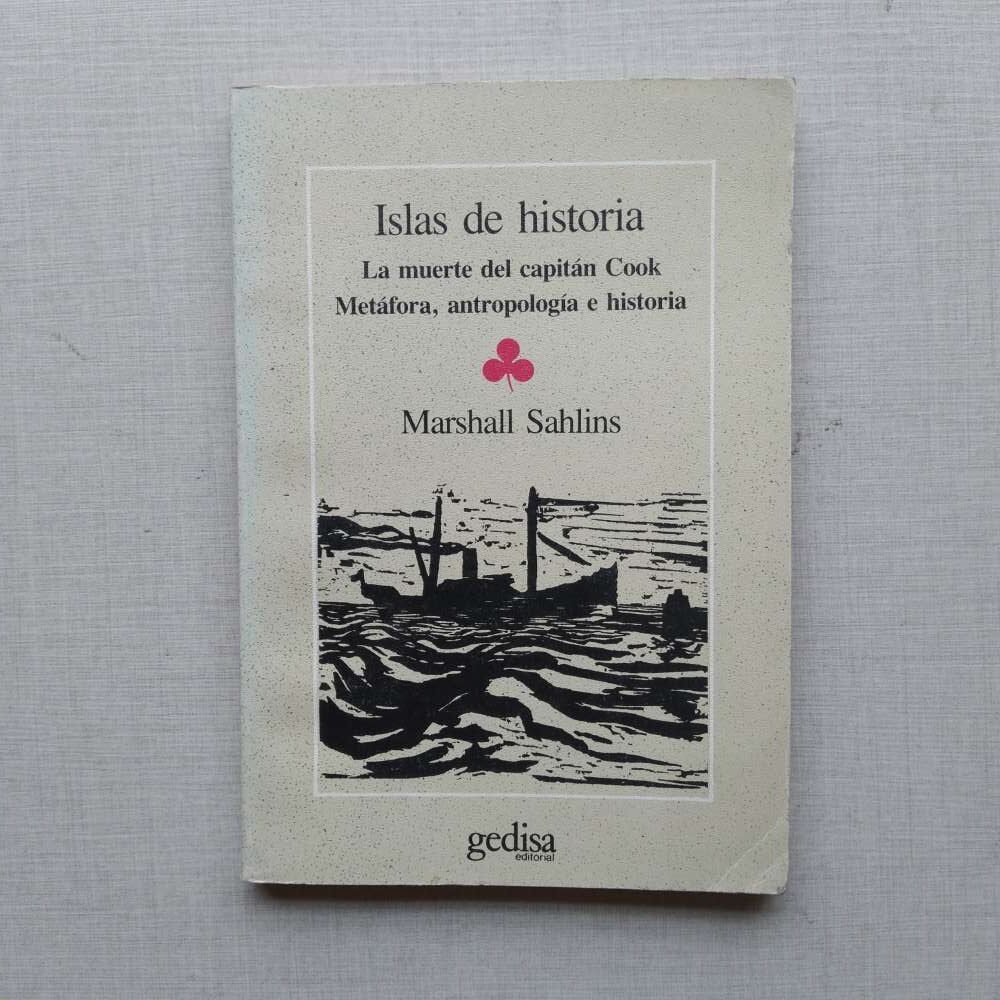 Islas de historia
La muerte del capitán Cook
Metáfora, antropología e historia
Marshall Sahlins
gedisa
editorial